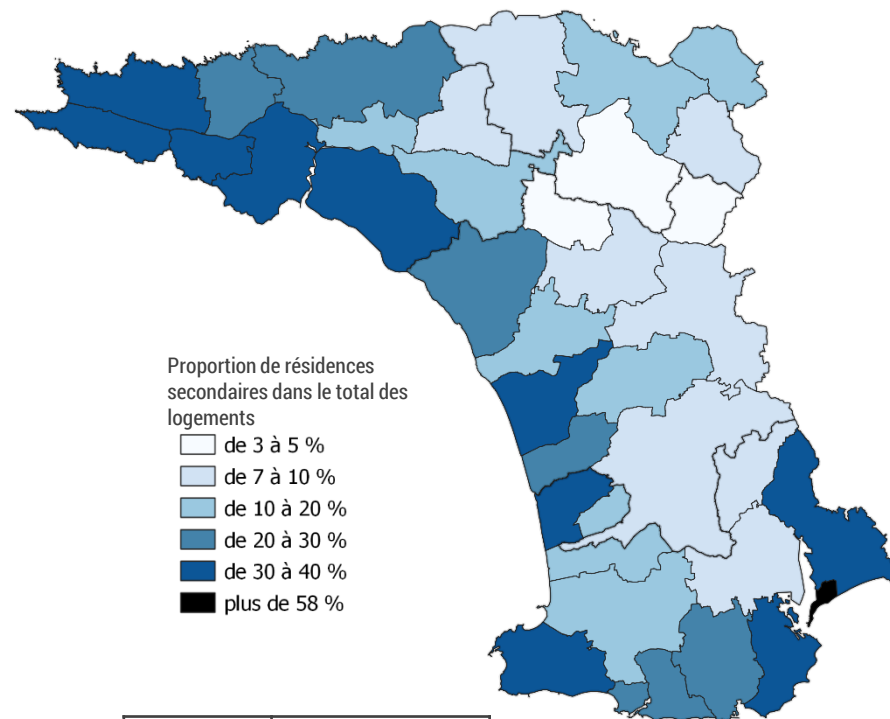 Proportion de résidences
secondaires dans le total des
logements
de 3 à 5 %
de 7 à 10 %
de 10 à 20 %
de 20 à 30 %
de 30 à 40 %
plus de 58 %